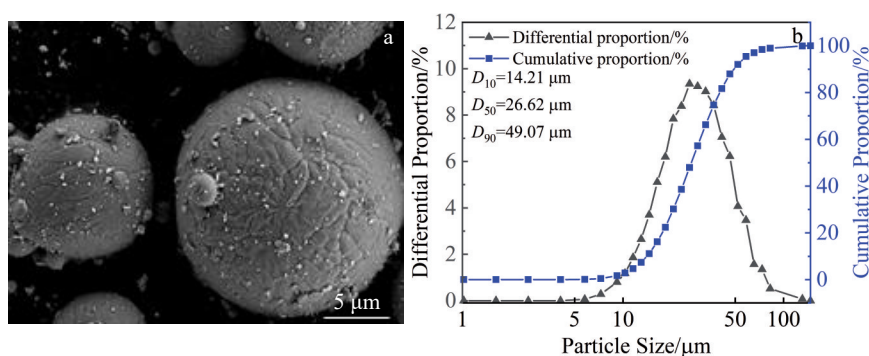 a
5 μm
b
Differential proportion/%
Cumulative proportion/%
D10=14.21 μm
D50=26.62 μm
D90=49.07 μm
Differential Proportion/%
12
10
8
6
4
2
0
Cumulative Proportion/%
100
80
60
40
20
0
1
5
10
50
100
Particle Size/μm